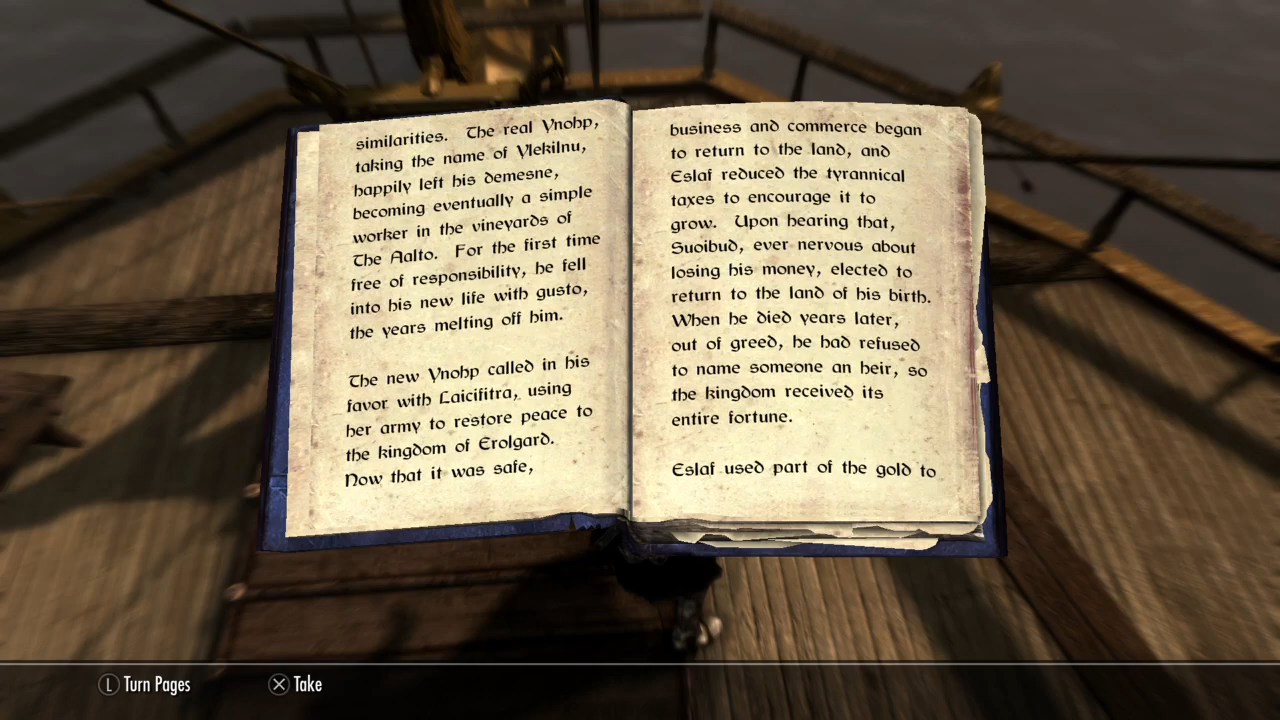 similarities.  The real Ynohp,
taking the name of Ylekilnu,
happily left his demesne,
becoming eventually a simple
worker in the vineyards of
The Aalto.  For the first time
free of responsibility, he fell
into his new life with gusto,
the years melting off him.

The new Ynohp called in his
favor with Laicifitra, using
her army to restore peace to
the kingdom of Erolgard.
Now that it was safe,
business and commerce began
to return to the land, and
Eslaf reduced the tyrannical
taxes to encourage it to
grow.  Upon hearing that,
Suoibud, ever nervous about
losing his money, elected to
return to the land of his birth.
When he died years later,
out of greed, he had refused
to name someone an heir, so
the kingdom received its
entire fortune.

Eslaf used part of the gold to
L Turn Pages
X Take